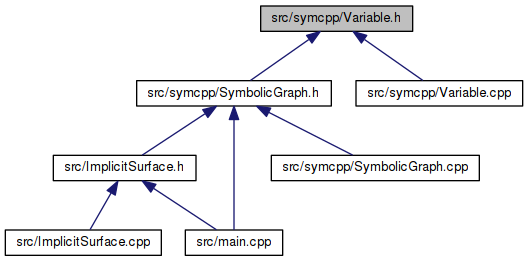 src/symcpp/Variable.h
src/symcpp/SymbolicGraph.h
src/symcpp/Variable.cpp
src/ImplicitSurface.h
src/symcpp/SymbolicGraph.cpp
src/ImplicitSurface.cpp
src/main.cpp